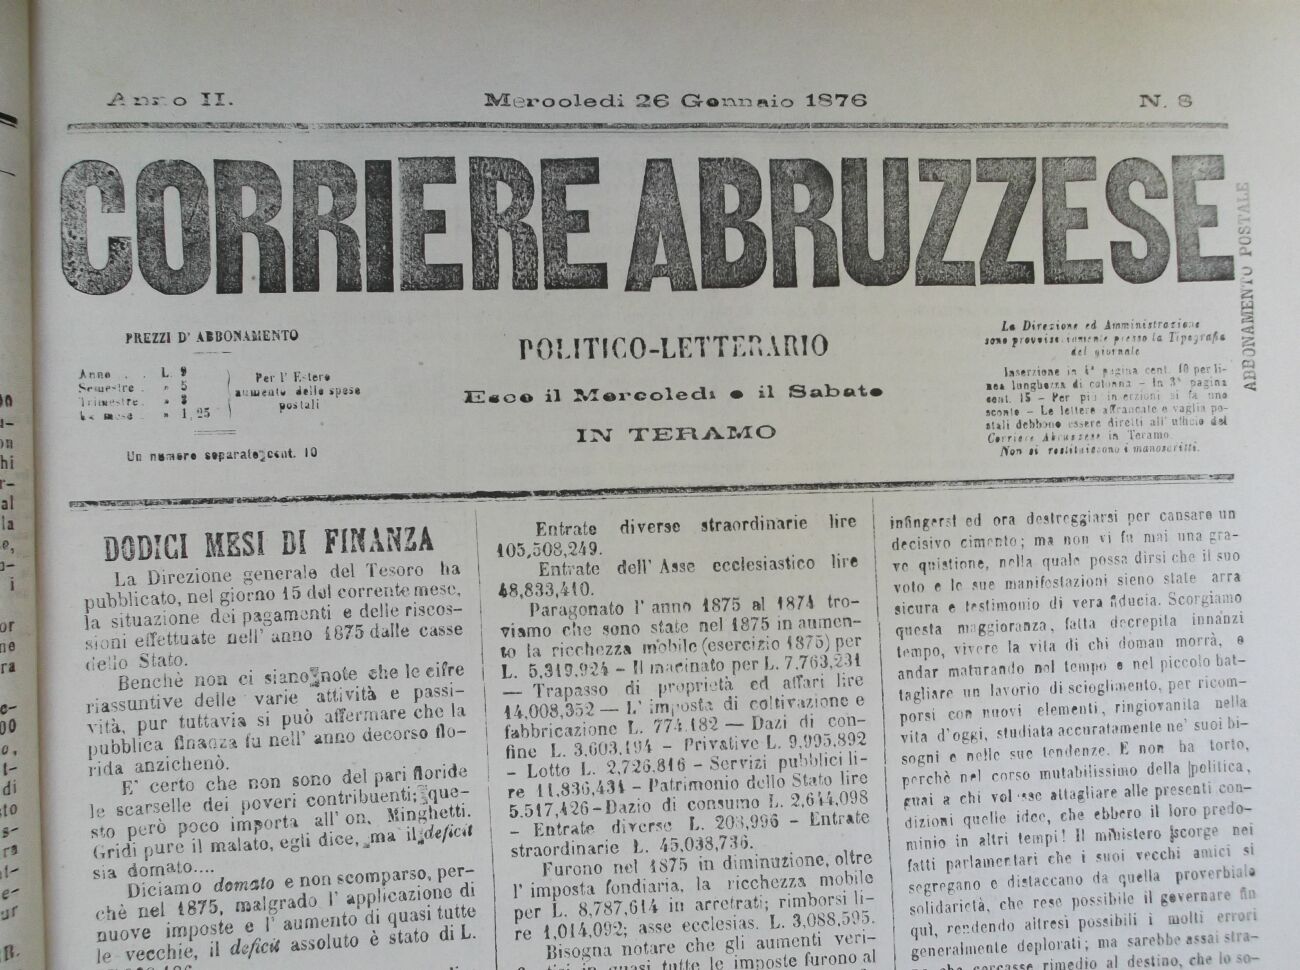 Anno II.
Mercoledì 26 Gennaio 1876
N. 8
CORRIERE ABRUZZESE
ABBONAMENTO POSTALE
PREZZI D' ABBONAMENTO
Anno . . L. 9
Semestre . » 5
Trimestre . » 3
Un mese . » 1,25
Per l' Estero
aumento delle spese
postali
Un numero separato cent. 10
POLITICO-LETTERARIO
Esce il Mercoledì e il Sabato
IN TERAMO
La Direzione ed Amministrazione
sono provvisoriamente presso la Tipografia
del giornale
Inserzione in 4ª pagina cent. 10 per li-
nea lunghezza di colonna - In 3ª pagina
cent. 15 - Per più inserzioni si fa uno
sconto - Le lettere affrancate e vaglia po-
stali debbono essere diretti all' ufficio del
Corriere Abruzzese in Teramo.
Non si restituiscono i manoscritti.
DODICI MESI DI FINANZA
La Direzione generale del Tesoro ha
pubblicato, nel giorno 15 del corrente mese,
la situazione dei pagamenti e delle riscos-
sioni effettuate nell' anno 1875 dalle casse
dello Stato.
Benchè non ci siano note che le cifre
riassuntive delle varie attività e passi-
vità, pur tuttavia si può affermare che la
pubblica finanza fu nell' anno decorso flo-
rida anzichenò.
E' certo che non sono del pari floride
le scarselle dei poveri contribuenti; que-
sto però poco importa all' on. Minghetti.
Gridi pure il malato, egli dice, ma il deficit
sia domato....
Diciamo domato e non scomparso, per-
chè nel 1875, malgrado l' applicazione di
nuove imposte e l' aumento di quasi tutte
le vecchie, il deficit assoluto è stato di L.
Entrate diverse straordinarie lire
105,508,249.
Entrate dell' Asse ecclesiastico lire
48,833,410.
Paragonato l' anno 1875 al 1874 tro-
viamo che sono state nel 1875 in aumen-
to la ricchezza mobile (esercizio 1875) per
L. 5,319,924 - Il macinato per L. 7,763,231
— Trapasso di proprietà ed affari lire
14,008,352 — L' imposta di coltivazione e
fabbricazione L. 774,182 — Dazi di con-
fine L. 3,603,194 - Privative L. 9,995,892
- Lotto L. 2,726,816 - Servizi pubblici li-
re 11,836,431 - Patrimonio dello Stato lire
5,517,426 - Dazio di consumo L. 2,644,098
- Entrate diverse L. 208,996 - Entrate
straordinarie L. 45,038,736.
Furono nel 1875 in diminuzione, oltre
l' imposta fondiaria, la ricchezza mobile
per L. 8,787,614 in arretrati; rimborsi li-
re 1,014,092; asse ecclesias. L. 3,088,595.
Bisogna notare che gli aumenti veri-
in quasi tutte le imposte furono al
infingersi ed ora destreggiarsi per cansare un
decisivo cimento; ma non vi fu mai una gra-
ve quistione, nella quale possa dirsi che il suo
voto e le sue manifestazioni sieno state arra
sicura e testimonio di vera fiducia. Scorgiamo
questa maggioranza, fatta decrepita innanzi
tempo, vivere la vita di chi doman morrà, e
andar maturando nel tempo e nel piccolo bat-
tagliare un lavorio di scioglimento, per ricom-
porsi con nuovi elementi, ringiovanita nella
vita d'oggi, studiata accuratamente ne' suoi bi-
sogni e nelle sue tendenze. E non ha torto,
perchè nel corso mutabilissimo della politica,
guai a chi volesse attagliare alle presenti con-
dizioni quelle idee, che ebbero il loro predo-
minio in altri tempi! Il ministero scorge nei
fatti parlamentari che i suoi vecchi amici si
segregano e distaccano da quella proverbiale
solidarietà, che rese possibile il governare fin
quì, rendendo altresì possibili i molti errori
generalmente deplorati; ma sarebbe assai stra-
che cercasse rimedio al destino, che lo so-